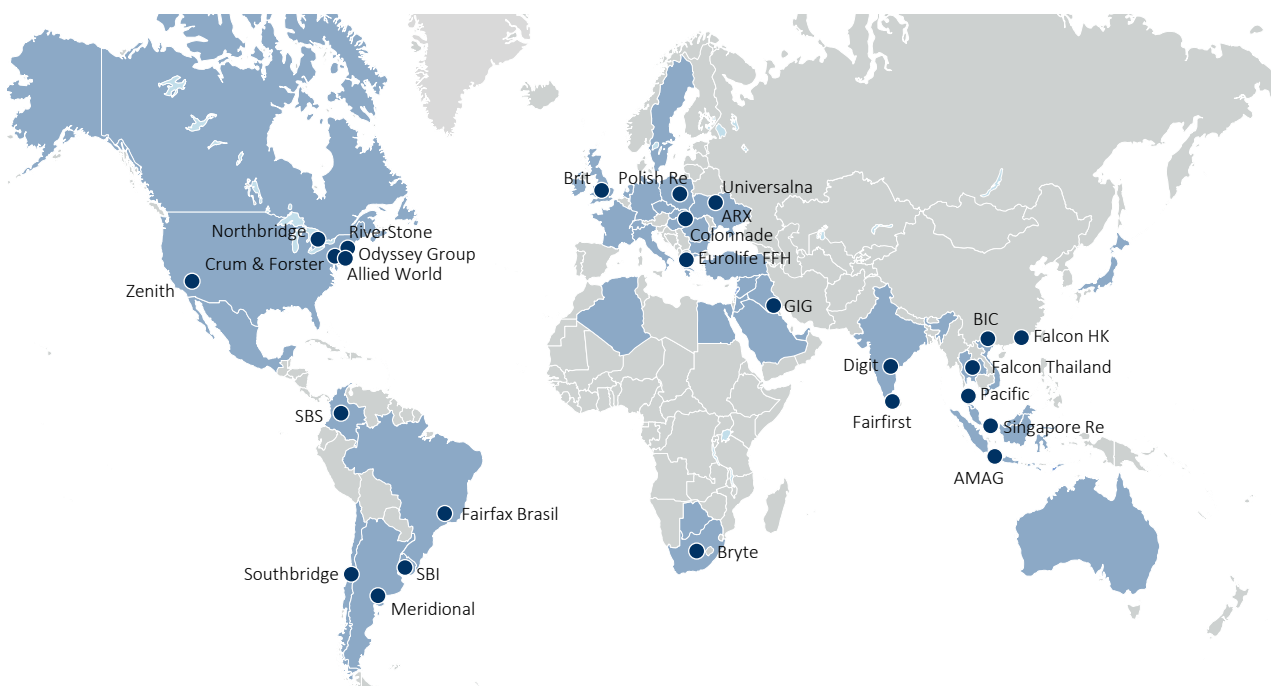 Brit
Polish Re
Universalna
ARX
Colonnade
Eurolife FFH
Northbridge
RiverStone
Odyssey Group
Crum & Forster
Allied World
Zenith
GIG
BIC
Falcon HK
Digit
Falcon Thailand
Pacific
Fairfirst
Singapore Re
AMAG
SBS
Fairfax Brasil
Bryte
Southbridge
SBI
Meridional